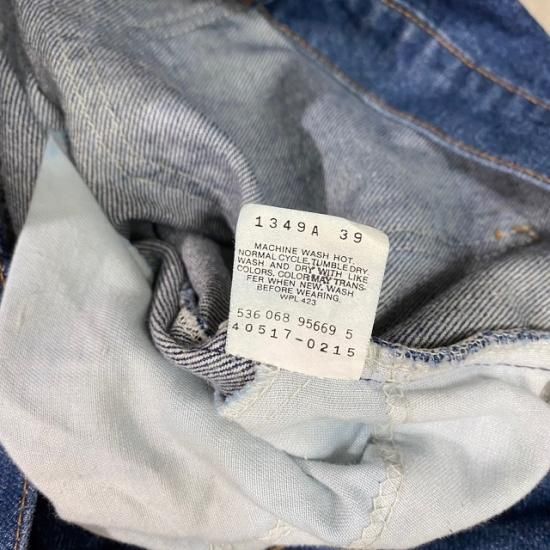 1349A 39
MACHINE WASH HOT,
NORMAL CYCLE, TUMBLE DRY.
WASH AND DRY WITH LIKE
COLORS. COLOR MAY TRANS-
FER WHEN NEW, WASH
BEFORE WEARING.
WPL 423
536 068 95669 5
40517-0215